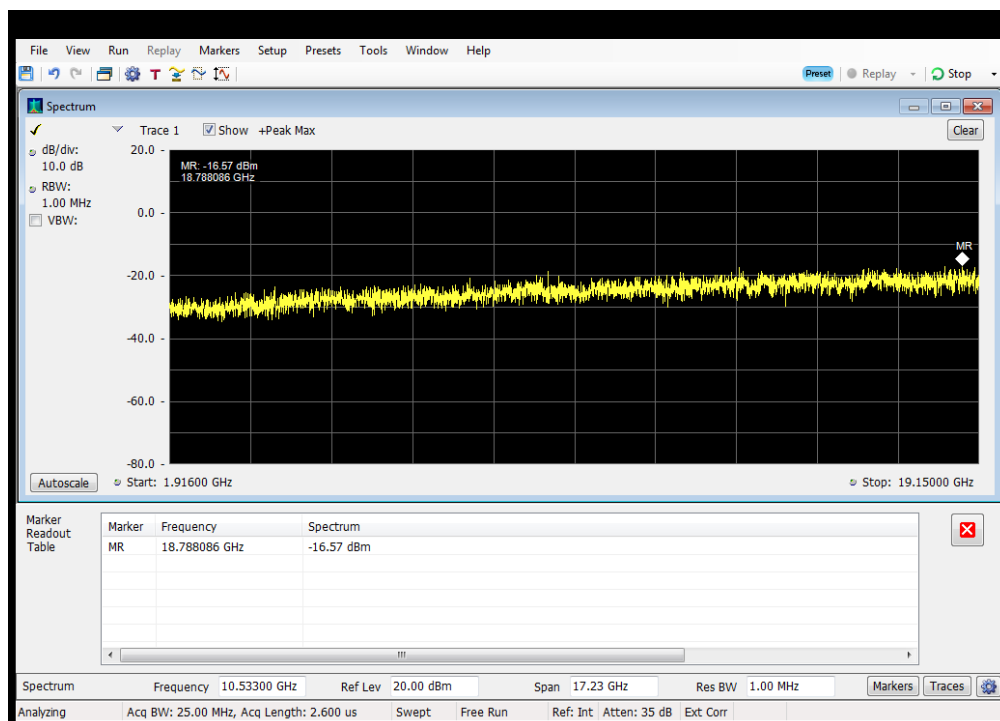 File View Run Replay Markers Setup Presets Tools Window Help
T Preset Replay Stop
Spectrum
Trace 1 Show +Peak Max Clear
dB/div:
10.0 dB
RBW:
1.00 MHz
VBW:
20.0
0.0
-20.0
-40.0
-60.0
-80.0
MR: -16.57 dBm
18.788086 GHz
MR
Autoscale Start: 1.91600 GHz Stop: 19.15000 GHz
Marker
Readout
Table
Marker Frequency Spectrum
MR 18.788086 GHz -16.57 dBm
Spectrum Frequency 10.53300 GHz Ref Lev 20.00 dBm Span 17.23 GHz Res BW 1.00 MHz Markers Traces
Analyzing Acq BW: 25.00 MHz, Acq Length: 2.600 us Swept Free Run Ref: Int Atten: 35 dB Ext Corr